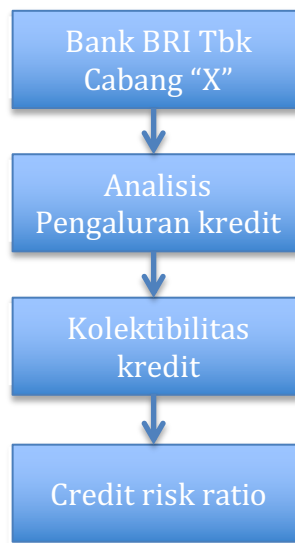 Bank BRI Tbk
Cabang “X”
Analisis
Pengaluran kredit
Kolektibilitas
kredit
Credit risk ratio